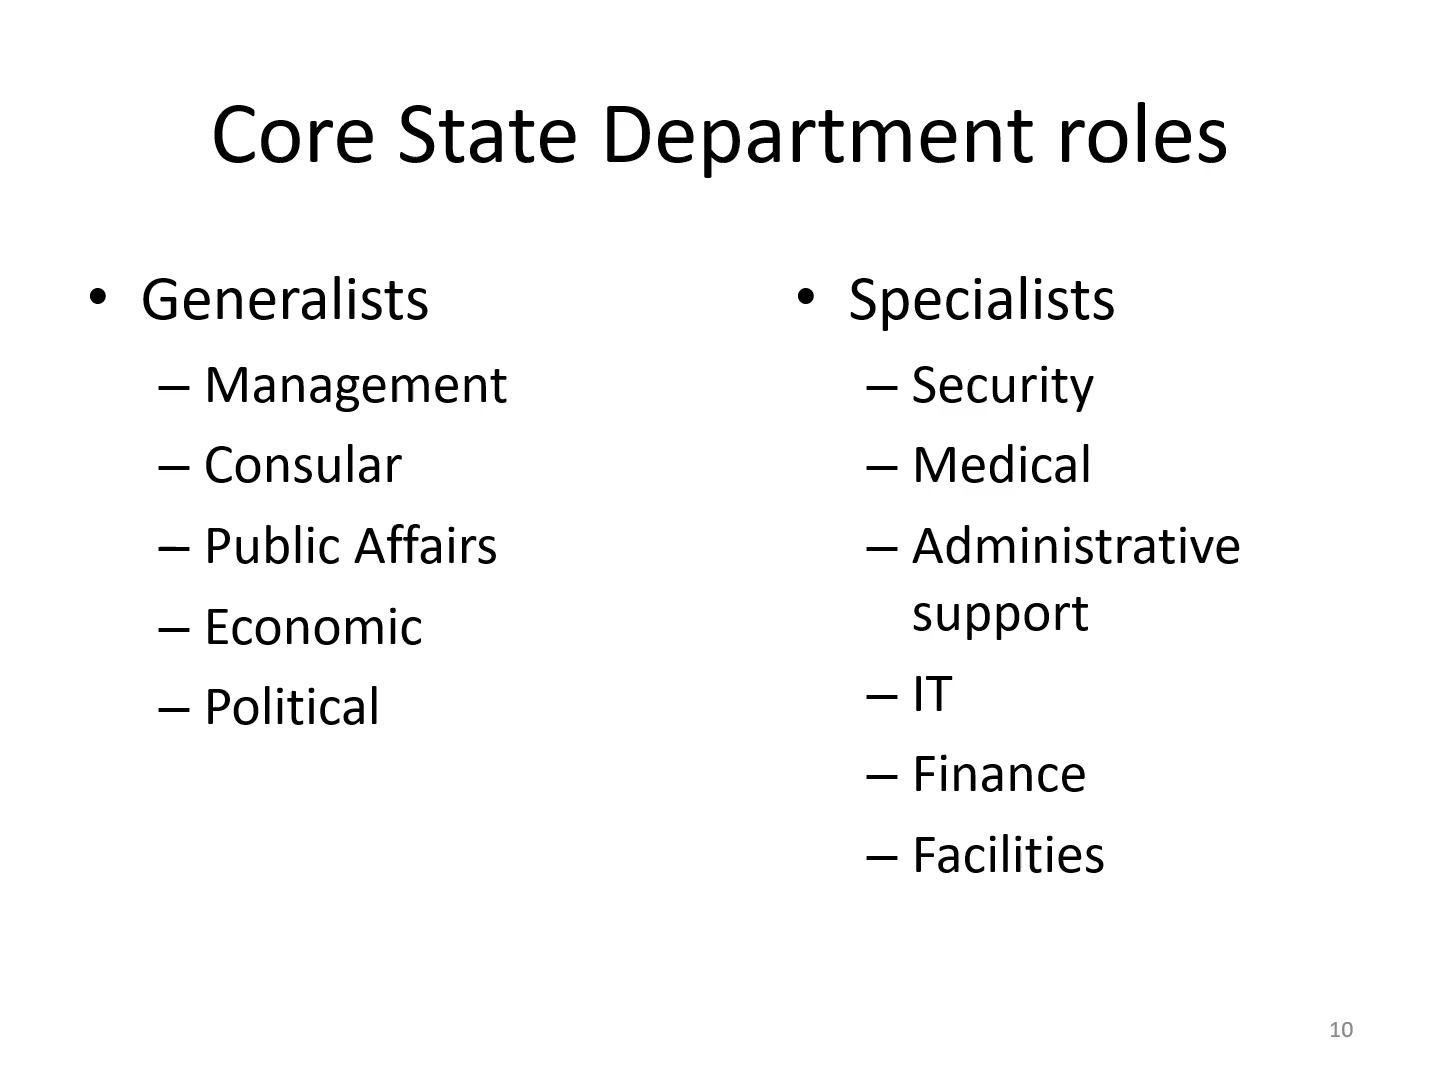 Core State Department roles
• Generalists
– Management
– Consular
– Public Affairs
– Economic
– Political
• Specialists
– Security
– Medical
– Administrative
support
– IT
– Finance
– Facilities
10